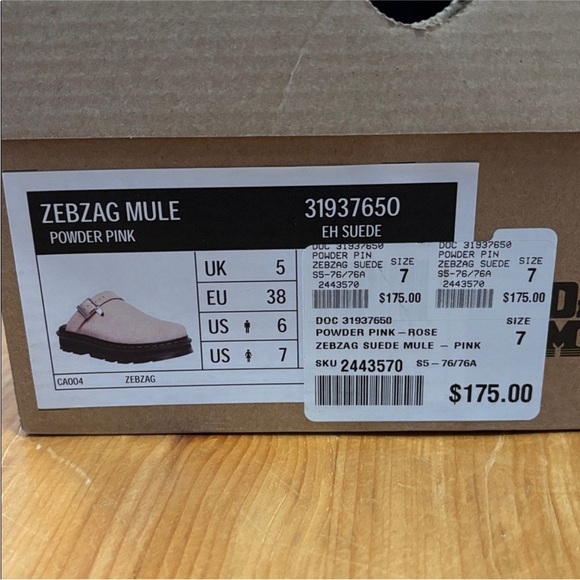 ZEBZAG MULE 31937650
POWDER PINK EH SUEDE
UK 5
EU 38
US 6
US 7
CA004 ZEBZAG
DOC 31937650
POWDER PIN SIZE
ZEBZAG SUEDE 7
S5-76/76A
2443570
$175.00
DOC 31937650
POWDER PIN SIZE
ZEBZAG SUEDE 7
S5-76/76A
2443570
$175.00
DOC 31937650
POWDER PINK-ROSE SIZE
ZEBZAG SUEDE MULE - PINK 7
SKU 2443570 S5-76/76A
$175.00